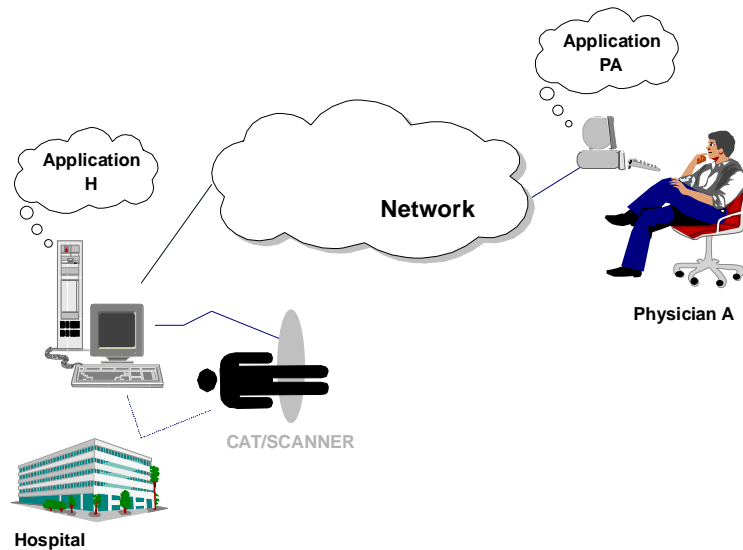 Application
PA
Application
H
Network
Physician A
CAT/SCANNER
Hospital